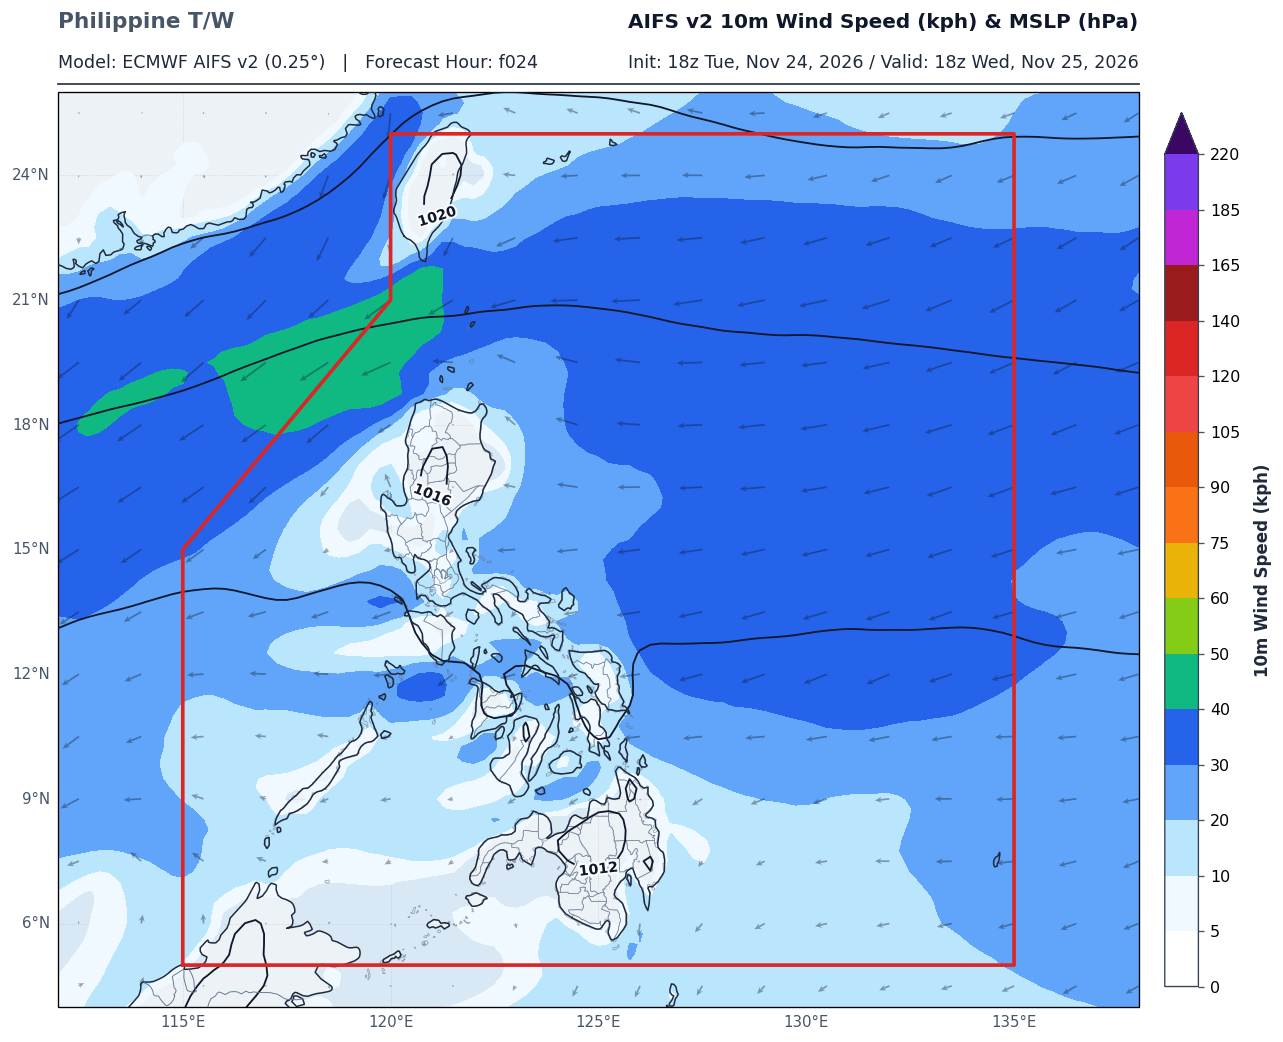 Philippine T/W
AIFS v2 10m Wind Speed (kph) & MSLP (hPa)
Model: ECMWF AIFS v2 (0.25°) | Forecast Hour: f024
Init: 18z Tue, Nov 24, 2026 / Valid: 18z Wed, Nov 25, 2026
24°N
21°N
18°N
15°N
12°N
9°N
6°N
1020
1016
1012
115°E
120°E
125°E
130°E
135°E
220
185
165
140
120
105
90
75
60
50
40
30
20
10
5
0
10m Wind Speed (kph)